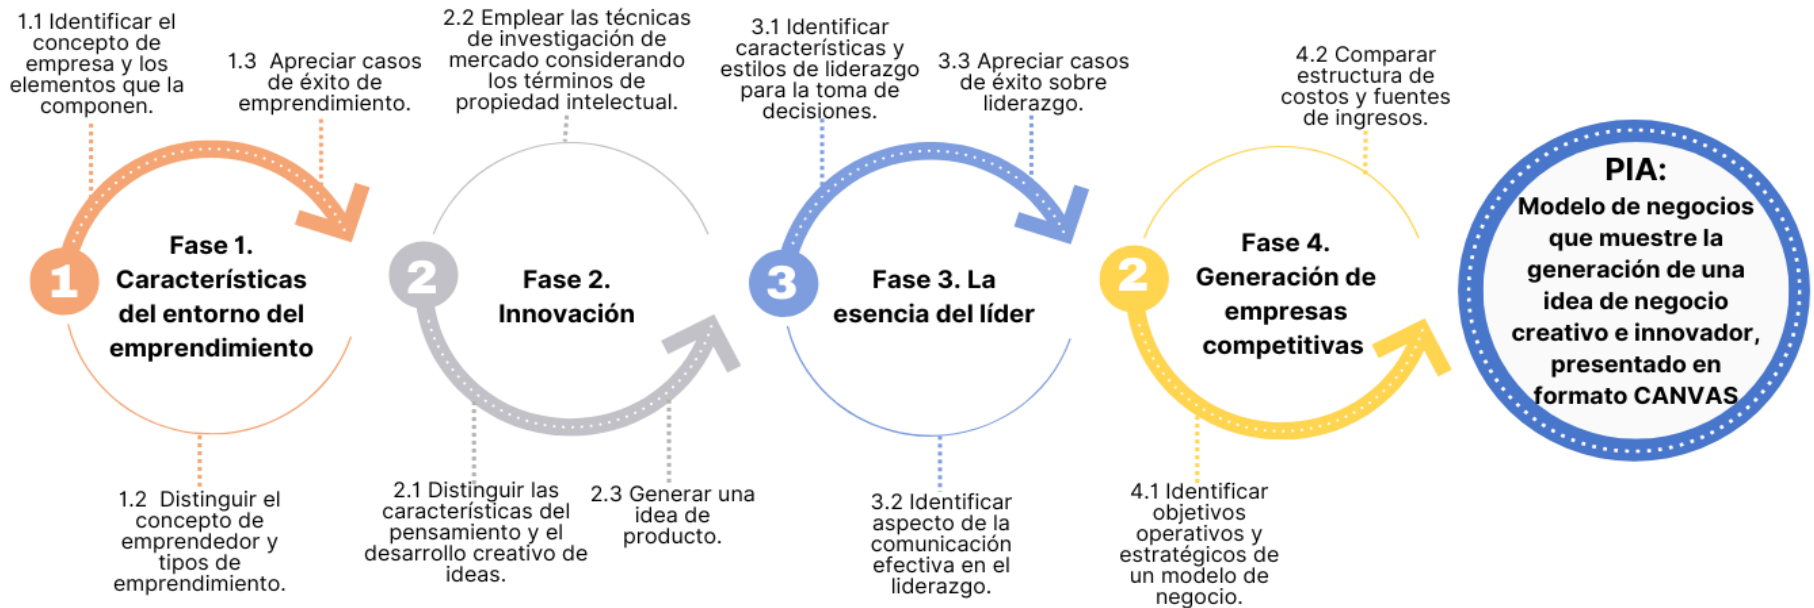 1.1 Identificar el
concepto de
empresa y los
elementos que la
componen.
1.3 Apreciar casos
de éxito de
emprendimiento.
1
Fase 1.
Características
del entorno del
emprendimiento
1.2 Distinguir el
concepto de
emprendedor y
tipos de
emprendimiento.
2.2 Emplear las técnicas
de investigación de
mercado considerando
los términos de
propiedad intelectual.
2
Fase 2.
Innovación
2.1 Distinguir las
características del
pensamiento y el
desarrollo creativo de
ideas.
2.3 Generar una
idea de
producto.
3.1 Identificar
características y
estilos de liderazgo
para la toma de
decisiones.
3.3 Apreciar casos
de éxito sobre
liderazgo.
3
Fase 3. La
esencia del líder
3.2 Identificar
aspecto de la
comunicación
efectiva en el
liderazgo.
4.2 Comparar
estructura de
costos y fuentes
de ingresos.
2
Fase 4.
Generación de
empresas
competitivas
4.1 Identificar
objetivos
operativos y
estratégicos de
un modelo de
negocio.
PIA:
Modelo de negocios
que muestre la
generación de una
idea de negocio
creativo e innovador,
presentado en
formato CANVAS